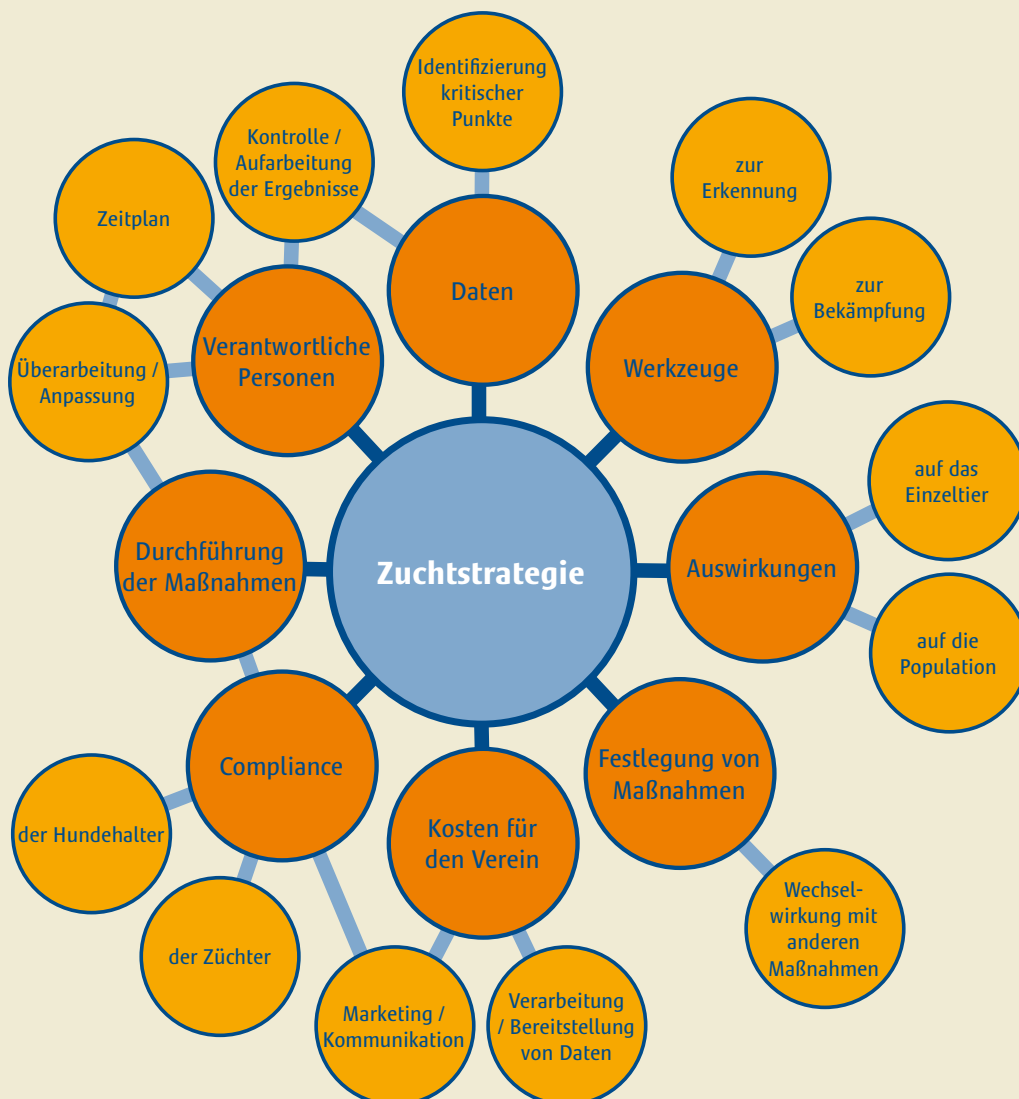 Identifizierung
kritischer
Punkte
Kontrolle /
Aufarbeitung
der Ergebnisse
zur
Erkennung
Zeitplan
Daten
zur
Bekämpfung
Verantwortliche
Personen
Werkzeuge
Überarbeitung /
Anpassung
auf das
Einzeltier
Durchführung
der Maßnahmen
Zuchtstrategie
Auswirkungen
auf die
Population
Compliance
Festlegung von
Maßnahmen
der Hundehalter
Kosten für
den Verein
Wechsel-
wirkung mit
anderen
Maßnahmen
der Züchter
Marketing /
Kommunikation
Verarbeitung
/ Bereitstellung
von Daten